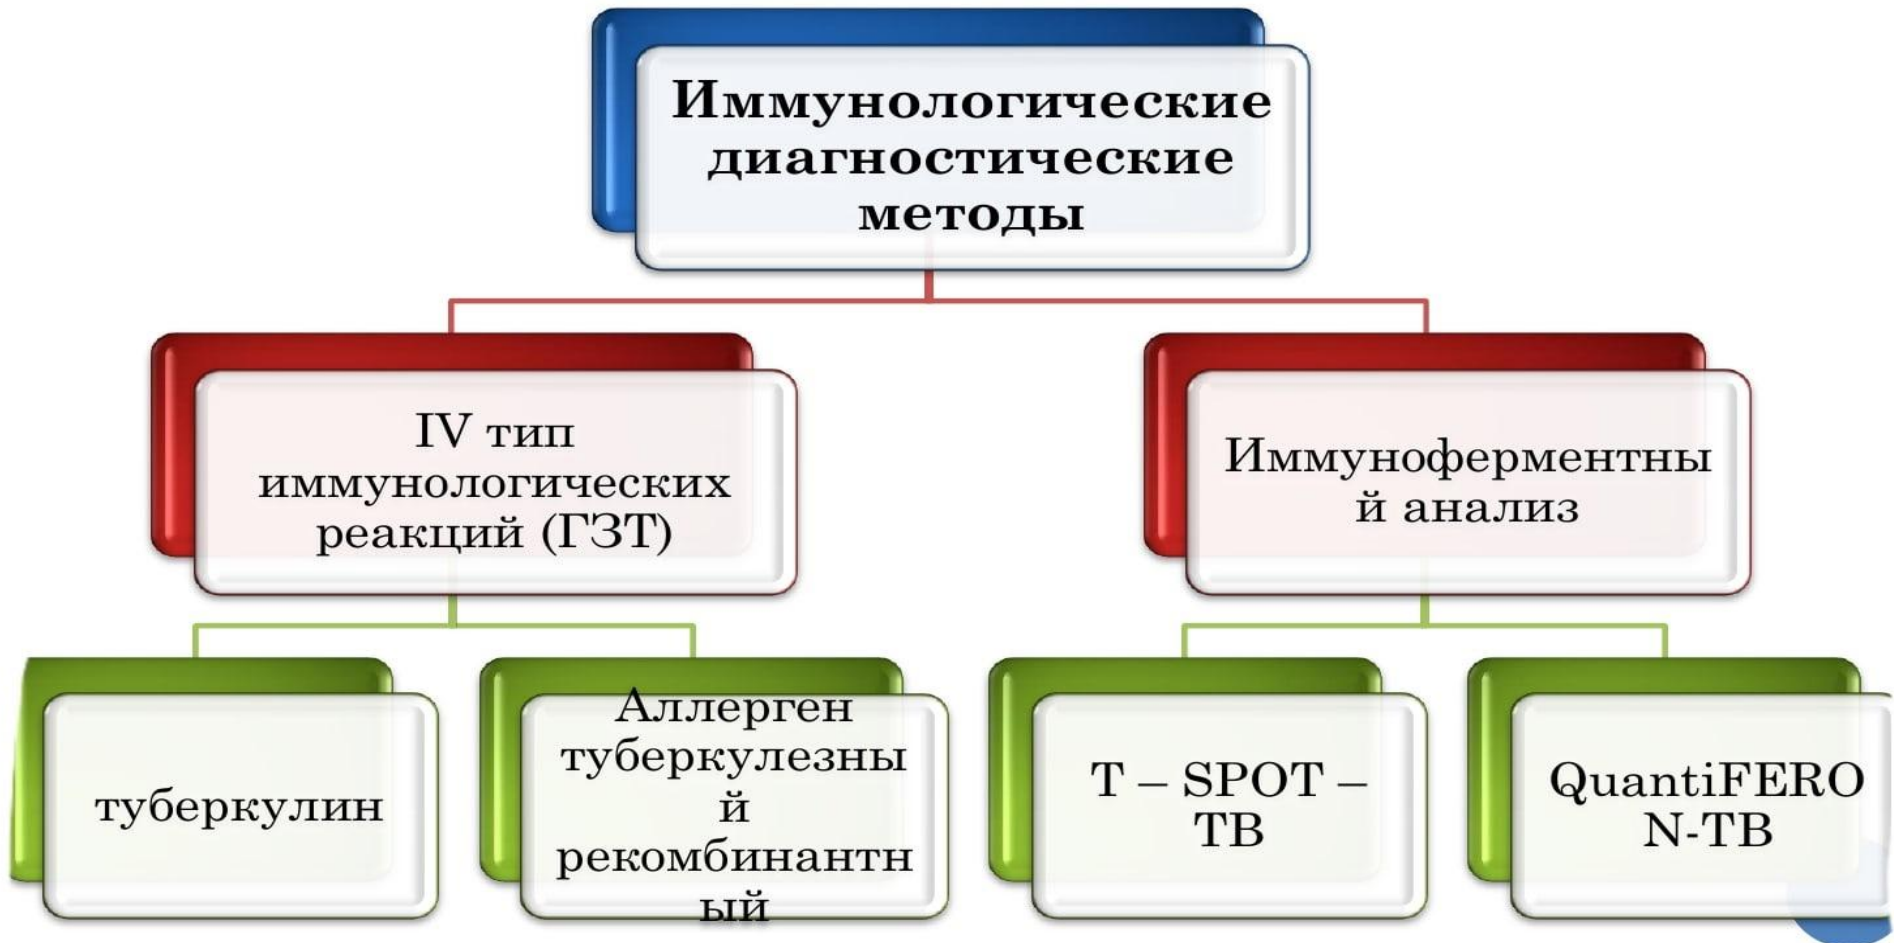 Иммунологические
диагностические
методы
IV тип
иммунологических
реакций (ГЗТ)
Иммуноферментны
й анализ
туберкулин
Аллерген
туберкулезны
й
рекомбинантн
ый
T – SPOT –
TB
QuantiFERO
N-TB